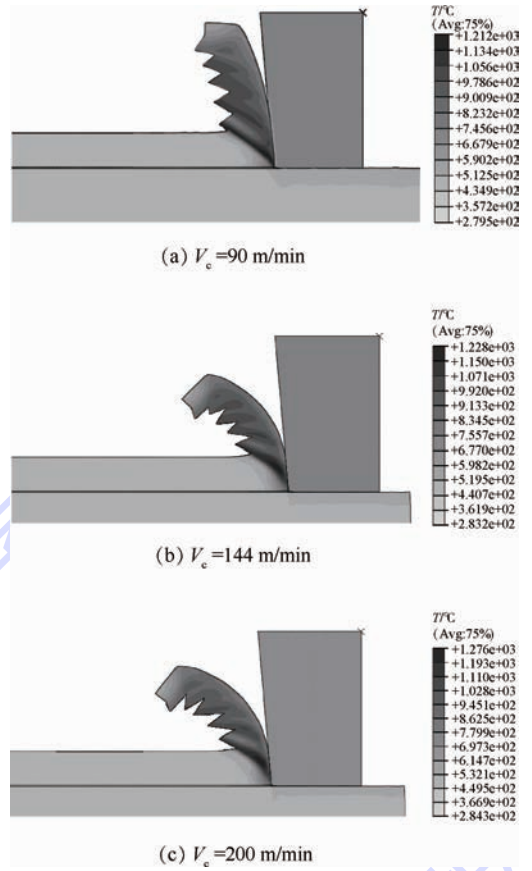 T/°C
(Avg:75%)
+1.212e+03
+1.134e+03
+1.056e+03
+9.786e+02
+9.009e+02
+8.232e+02
+7.456e+02
+6.679e+02
+5.902e+02
+5.125e+02
+4.349e+02
+3.572e+02
+2.795e+02
(a) Vc =90 m/min
T/°C
(Avg:75%)
+1.228e+03
+1.150e+03
+1.071e+03
+9.920e+02
+9.133e+02
+8.345e+02
+7.557e+02
+6.770e+02
+5.982e+02
+5.195e+02
+4.407e+02
+3.619e+02
+2.832e+02
(b) Vc =144 m/min
T/°C
(Avg:75%)
+1.276e+03
+1.193e+03
+1.110e+03
+1.028e+03
+9.451e+02
+8.625e+02
+7.799e+02
+6.973e+02
+6.147e+02
+5.321e+02
+4.495e+02
+3.669e+02
+2.843e+02
(c) Vc =200 m/min